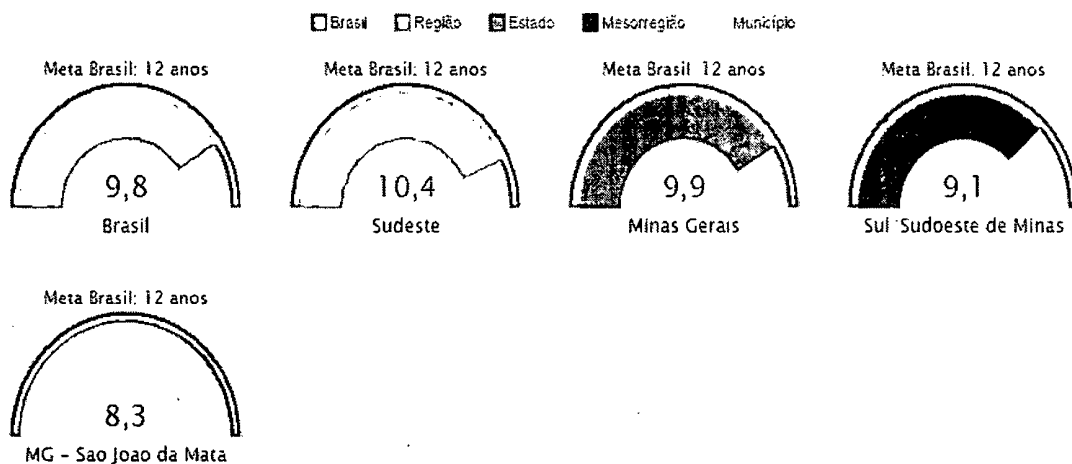 Brasil Região Estado Mesorregião Município
Meta Brasil: 12 anos Meta Brasil: 12 anos Meta Brasil 12 anos Meta Brasil. 12 anos
9,8 10,4 9,9 9,1
Brasil Sudeste Minas Gerais Sul Sudoeste de Minas
Meta Brasil: 12 anos
8,3
MG - Sao Joao da Mata